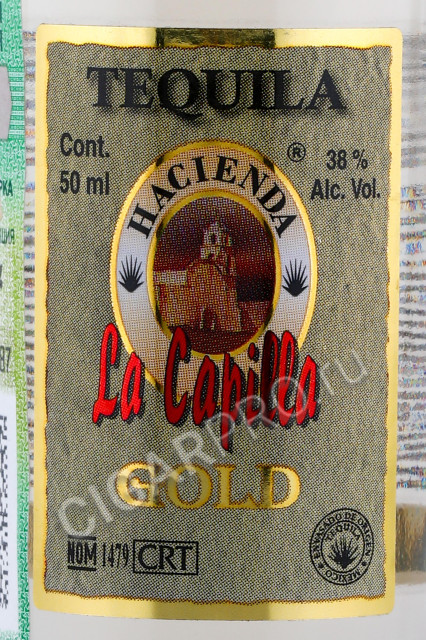 TEQUILA
Cont.
50 ml
®
38 %
Alc. Vol.
HACIENDA
La Capilla
GOLD
NOM 1479 CRT
ENVASADO DE ORIGEN
TEQUILA
MEXICO
CIGARPRO.ru
87